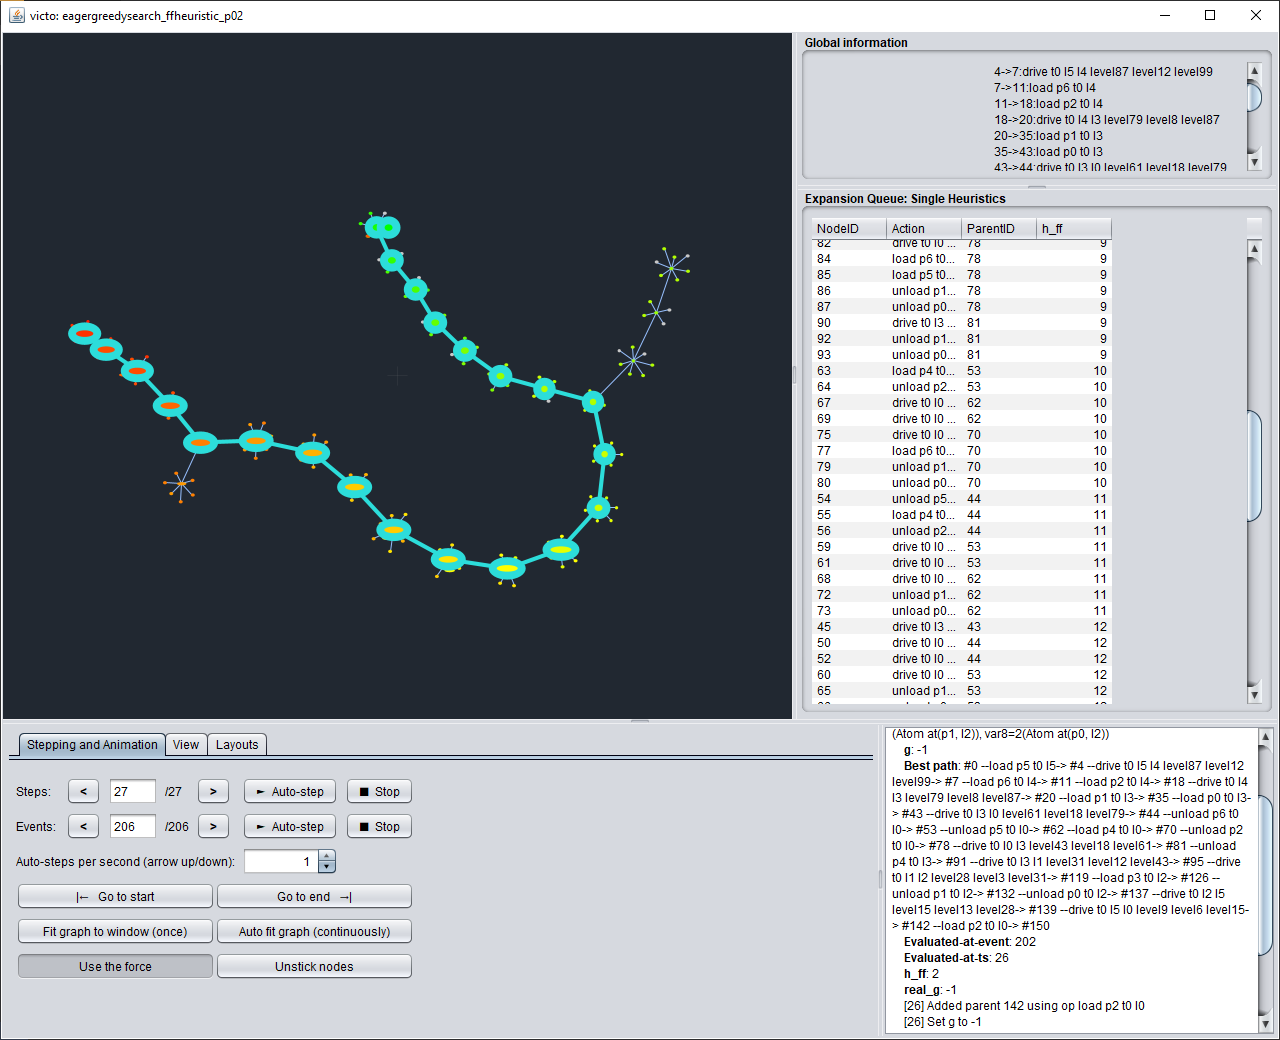 victo: eagergreedysearch_ffheuristic_p02
Global information
4->7:drive t0 l5 l4 level87 level12 level99
7->11:load p6 t0 l4
11->18:load p2 t0 l4
18->20:drive t0 l4 l3 level79 level8 level87
20->35:load p1 t0 l3
35->43:load p0 t0 l3
43->44:drive t0 l3 l0 level61 level18 level79
Expansion Queue: Single Heuristics
NodeID Action ParentID h_ff
82 drive t0 l0 ... 78 9
84 load p6 t0... 78 9
85 load p5 t0... 78 9
86 unload p1... 78 9
87 unload p0... 78 9
90 drive t0 l3 ... 81 9
92 unload p1... 81 9
93 unload p0... 81 9
63 load p4 t0... 53 10
64 unload p2... 53 10
67 drive t0 l0 ... 62 10
69 drive t0 l0 ... 62 10
75 drive t0 l0 ... 70 10
77 load p6 t0... 70 10
79 unload p1... 70 10
80 unload p0... 70 10
54 unload p5... 44 11
55 load p4 t0... 44 11
56 unload p2... 44 11
59 drive t0 l0 ... 53 11
61 drive t0 l0 ... 53 11
68 drive t0 l0 ... 62 11
72 unload p1... 62 11
73 unload p0... 62 11
45 drive t0 l3 ... 43 12
50 drive t0 l0 ... 44 12
52 drive t0 l0 ... 44 12
60 drive t0 l0 ... 53 12
65 unload p1... 53 12
Stepping and Animation View Layouts
Steps: < 27 /27 > ► Auto-step ■ Stop
Events: < 206 /206 > ► Auto-step ■ Stop
Auto-steps per second (arrow up/down): 1
|← Go to start Go to end →|
Fit graph to window (once) Auto fit graph (continuously)
Use the force Unstick nodes
(Atom at(p1, l2)), var8=2(Atom at(p0, l2))
g: -1
Best path: #0 --load p5 t0 l5-> #4 --drive t0 l5 l4 level87 level12
level99-> #7 --load p6 t0 l4-> #11 --load p2 t0 l4-> #18 --drive t0 l4
l3 level79 level8 level87-> #20 --load p1 t0 l3-> #35 --load p0 t0 l3-
> #43 --drive t0 l3 l0 level61 level18 level79-> #44 --unload p6 t0
l0-> #53 --unload p5 t0 l0-> #62 --load p4 t0 l0-> #70 --unload p2
t0 l0-> #78 --drive t0 l0 l3 level43 level18 level61-> #81 --unload
p4 t0 l3-> #91 --drive t0 l3 l1 level31 level12 level43-> #95 --drive
t0 l1 l2 level28 level3 level31-> #119 --load p3 t0 l2-> #126 --
unload p1 t0 l2-> #132 --unload p0 t0 l2-> #137 --drive t0 l2 l5
level15 level13 level28-> #139 --drive t0 l5 l0 level9 level6 level15-
> #142 --load p2 t0 l0-> #150
Evaluated-at-event: 202
Evaluated-at-ts: 26
h_ff: 2
real_g: -1
[26] Added parent 142 using op load p2 t0 l0
[26] Set g to -1